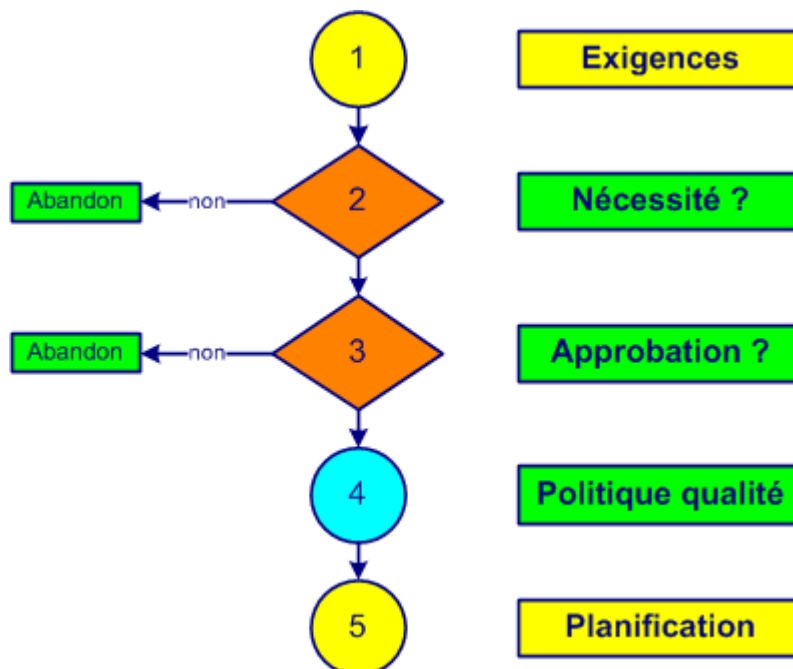 1
Exigences
Abandon
non
2
Nécessité ?
Abandon
non
3
Approbation ?
4
Politique qualité
5
Planification